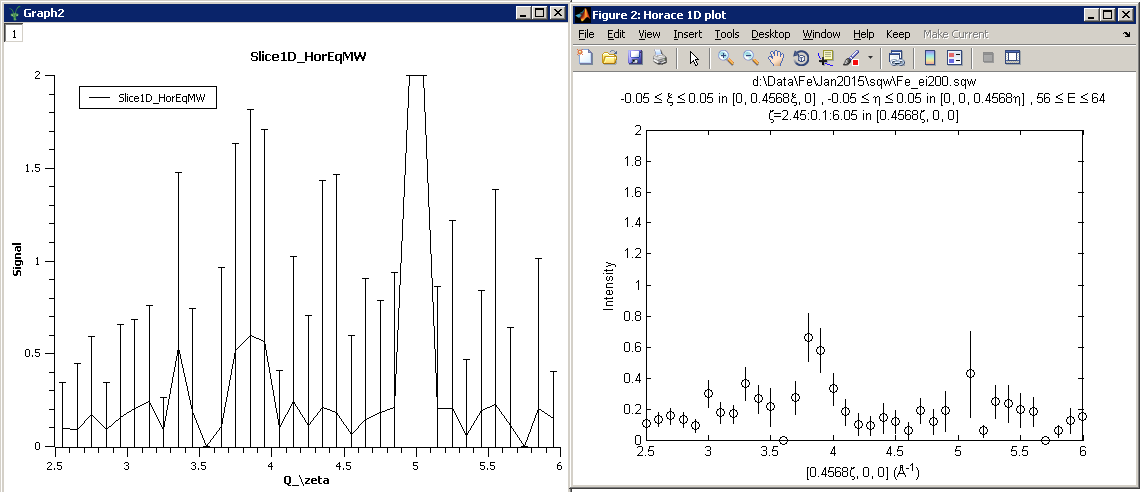 Graph2
1
Slice1D_HorEqMW
Slice1D_HorEqMW
2
1.5
1
0.5
0
Signal
2.5 3 3.5 4 4.5 5 5.5 6
Q_\zeta
Figure 2: Horace 1D plot
File Edit View Insert Tools Desktop Window Help Keep Make Current
d:\Data\Fe\Jan2015\sqw\Fe_ei200.sqw
-0.05 ≤ ξ ≤ 0.05 in [0, 0.4568ξ, 0] , -0.05 ≤ η ≤ 0.05 in [0, 0, 0.4568η] , 56 ≤ E ≤ 64
ζ=2.45:0.1:6.05 in [0.4568ζ, 0, 0]
2
1.8
1.6
1.4
1.2
1
0.8
0.6
0.4
0.2
0
Intensity
2.5 3 3.5 4 4.5 5 5.5 6
[0.4568ζ, 0, 0] (Å⁻¹)